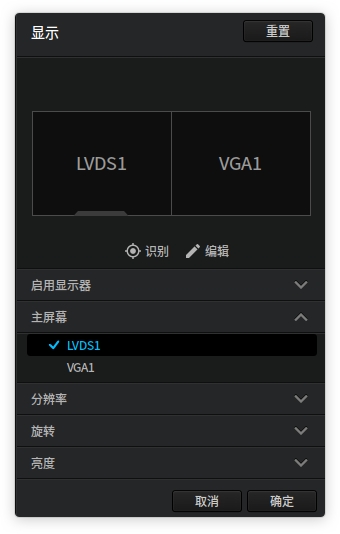 显示 重置
LVDS1 VGA1
识别 编辑
启用显示器
主屏幕
LVDS1
VGA1
分辨率
旋转
亮度
取消 确定